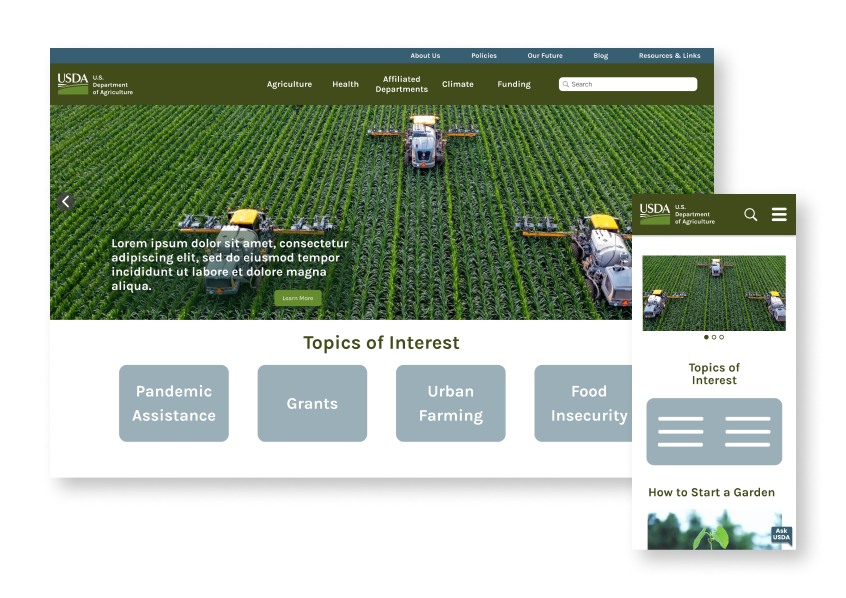 About Us Policies Our Future Blog Resources & Links
USDA U.S.
Department
of Agriculture
Agriculture Health Affiliated
Departments Climate Funding Search
Lorem ipsum dolor sit amet, consectetur
adipiscing elit, sed do eiusmod tempor
incididunt ut labore et dolore magna
aliqua.
Learn More
Topics of Interest
Pandemic
Assistance
Grants
Urban
Farming
Food
Insecurity
USDA U.S.
Department
of Agriculture
Topics of
Interest
How to Start a Garden
Ask
USDA